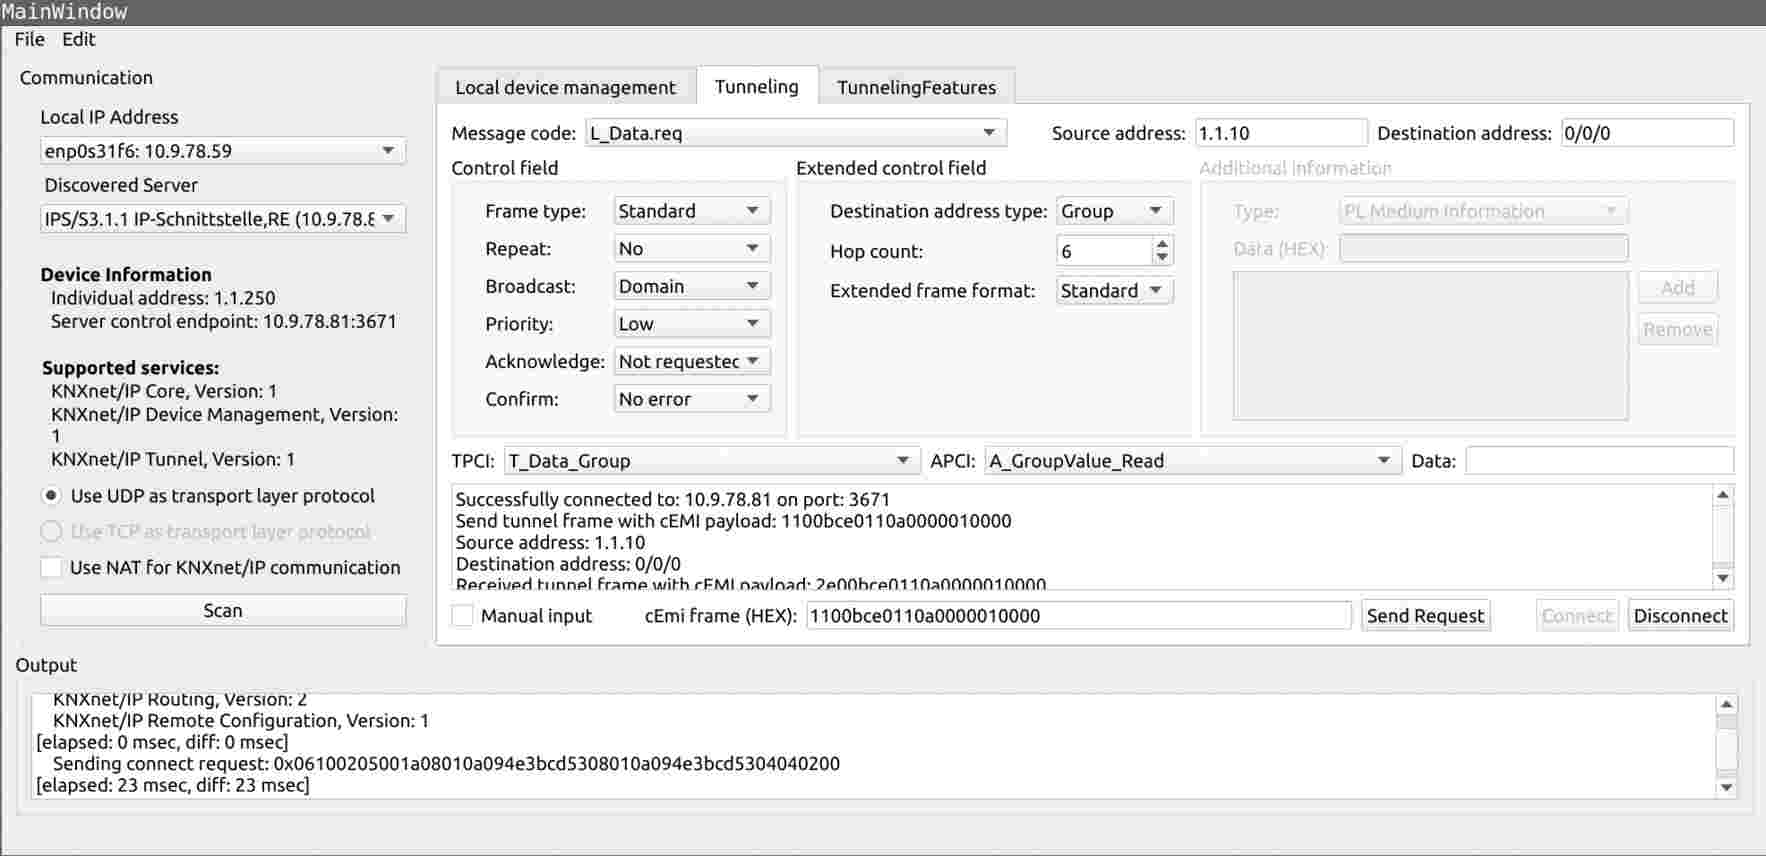 MainWindow
File Edit
Communication
Local IP Address
enp0s31f6: 10.9.78.59
Discovered Server
IPS/S3.1.1 IP-Schnittstelle,RE (10.9.78.8
Device Information
Individual address: 1.1.250
Server control endpoint: 10.9.78.81:3671
Supported services:
KNXnet/IP Core, Version: 1
KNXnet/IP Device Management, Version:
1
KNXnet/IP Tunnel, Version: 1
Use UDP as transport layer protocol
Use TCP as transport layer protocol
Use NAT for KNXnet/IP communication
Scan
Local device management Tunneling TunnelingFeatures
Message code: L_Data.req Source address: 1.1.10 Destination address: 0/0/0
Control field
Frame type: Standard
Repeat: No
Broadcast: Domain
Priority: Low
Acknowledge: Not requested
Confirm: No error
Extended control field
Destination address type: Group
Hop count: 6
Extended frame format: Standard
Additional Information
Type: PL Medium Information
Data (HEX):
Add
Remove
TPCI: T_Data_Group APCI: A_GroupValue_Read Data:
Successfully connected to: 10.9.78.81 on port: 3671
Send tunnel frame with cEMI payload: 1100bce0110a0000010000
Source address: 1.1.10
Destination address: 0/0/0
Received tunnel frame with cEMI payload: 2e00bce0110a0000010000
Manual input cEmi frame (HEX): 1100bce0110a0000010000 Send Request Connect Disconnect
Output
KNXnet/IP Routing, Version: 2
KNXnet/IP Remote Configuration, Version: 1
[elapsed: 0 msec, diff: 0 msec]
Sending connect request: 0x06100205001a08010a094e3bcd5308010a094e3bcd5304040200
[elapsed: 23 msec, diff: 23 msec]